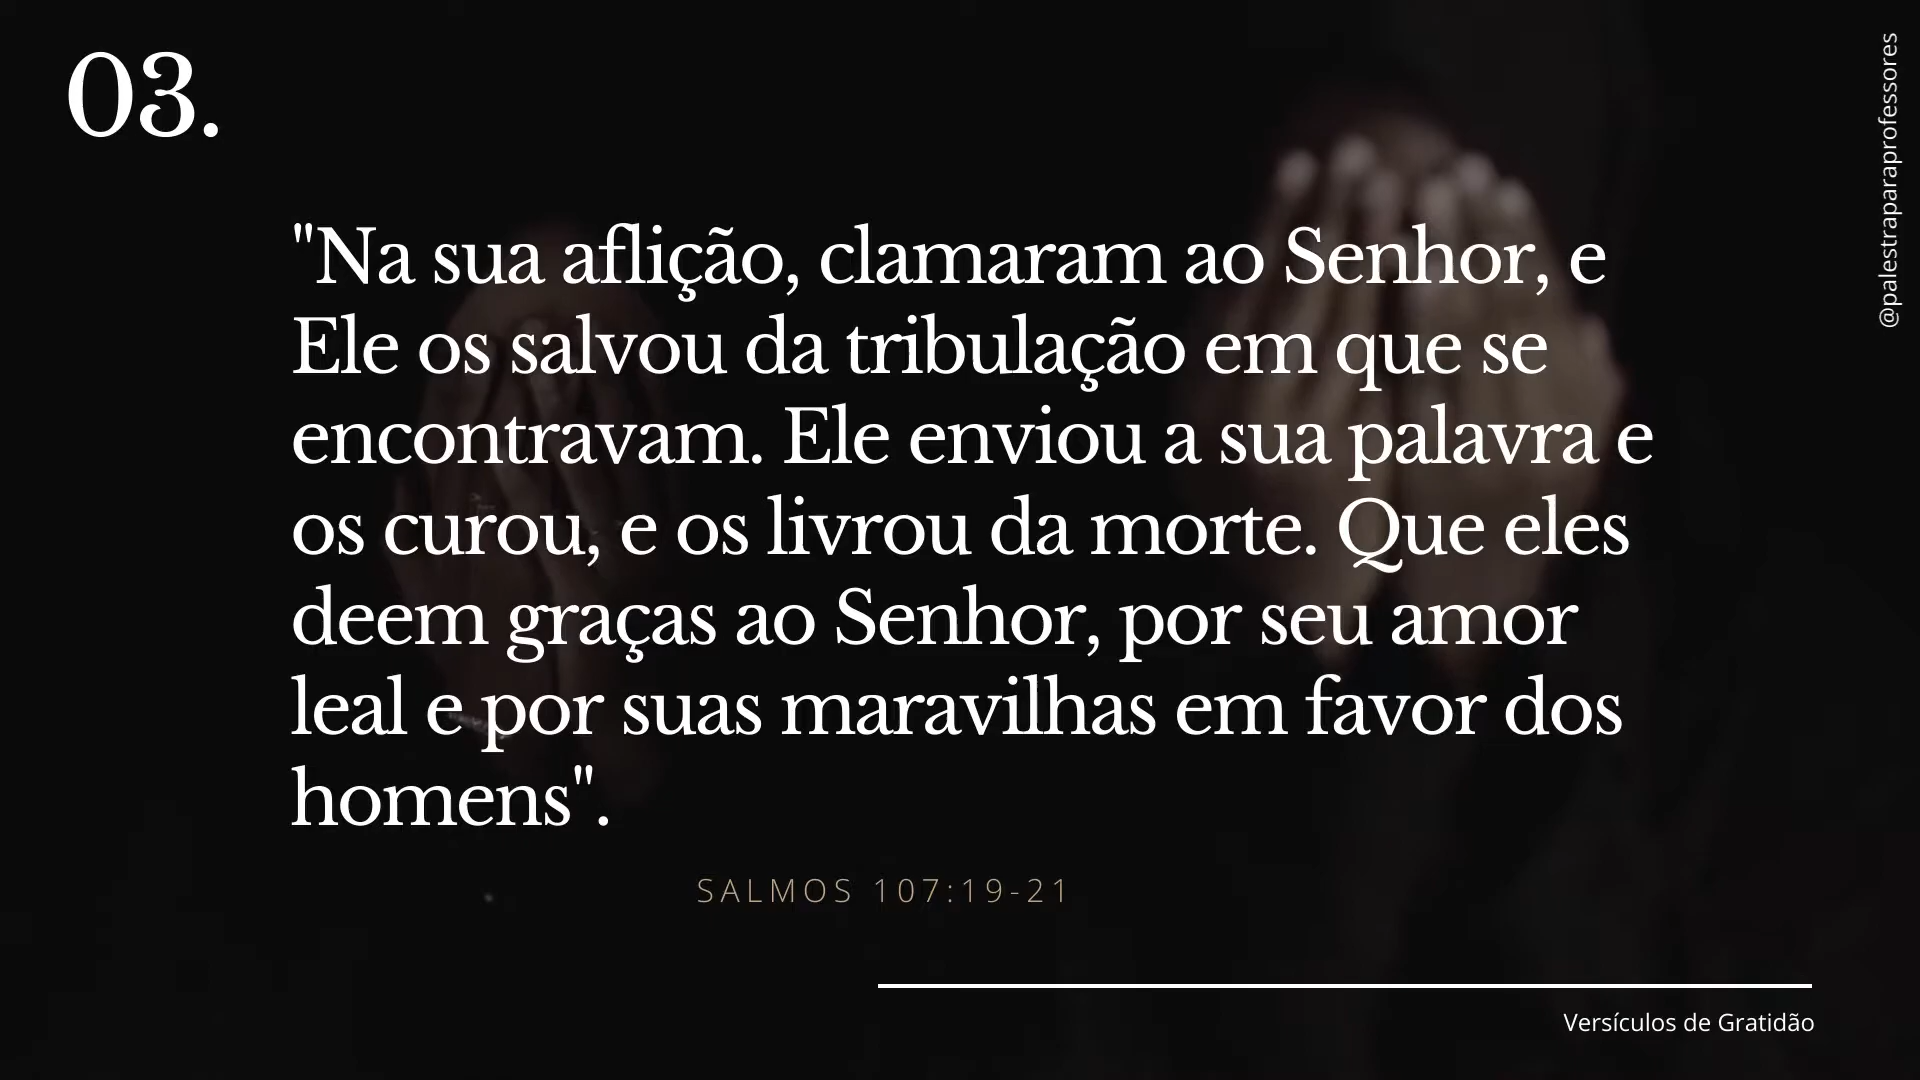 03.
@palestraparaprofessores
"Na sua aflição, clamaram ao Senhor, e
Ele os salvou da tribulação em que se
encontravam. Ele enviou a sua palavra e
os curou, e os livrou da morte. Que eles
deem graças ao Senhor, por seu amor
leal e por suas maravilhas em favor dos
homens".
SALMOS 107:19-21
Versículos de Gratidão